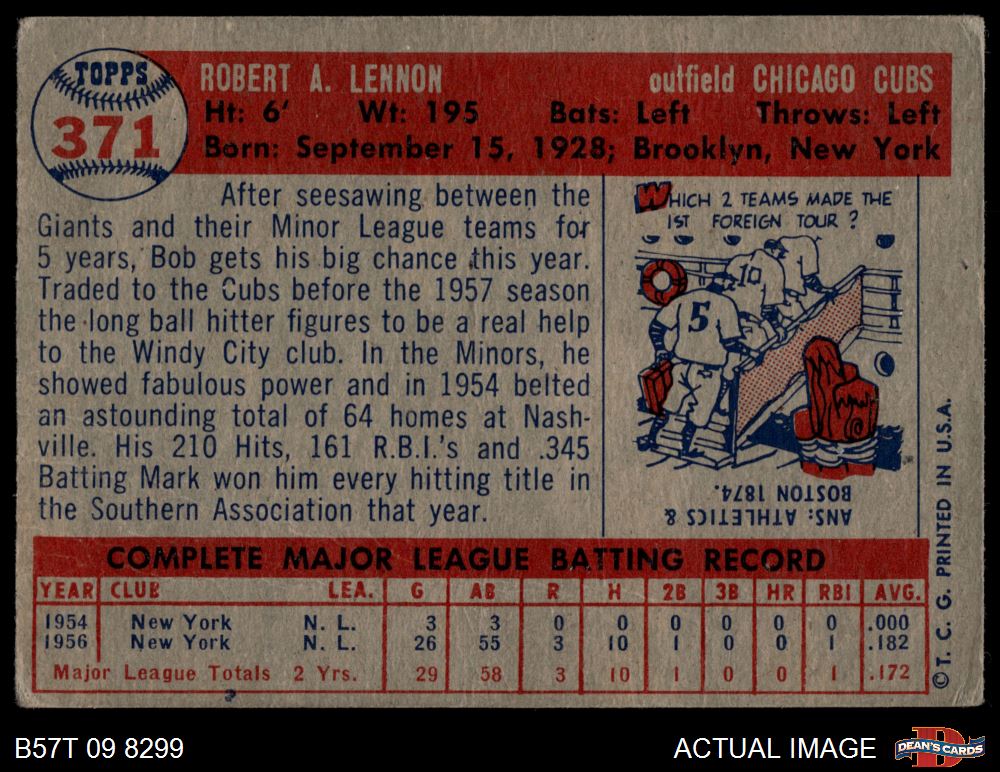 TOPPS
371
ROBERT A. LENNON outfield CHICAGO CUBS
Ht: 6' Wt: 195 Bats: Left Throws: Left
Born: September 15, 1928; Brooklyn, New York
After seesawing between the
Giants and their Minor League teams for
5 years, Bob gets his big chance this year.
Traded to the Cubs before the 1957 season
the long ball hitter figures to be a real help
to the Windy City club. In the Minors, he
showed fabulous power and in 1954 belted
an astounding total of 64 homes at Nash-
ville. His 210 Hits, 161 R.B.I.'s and .345
Batting Mark won him every hitting title in
the Southern Association that year.
WHICH 2 TEAMS MADE THE
1ST FOREIGN TOUR?
10
5
ANS: ATHLETICS &
BOSTON 1874.
COMPLETE MAJOR LEAGUE BATTING RECORD
YEAR CLUB LEA. G AB R H 2B 3B HR RBI AVG.
1954 New York N. L. 3 3 0 0 0 0 0 0 .000
1956 New York N. L. 26 55 3 10 1 0 0 1 .182
Major League Totals 2 Yrs. 29 58 3 10 1 0 0 1 .172
© T. C. G. PRINTED IN U.S.A.
B57T 09 8299
ACTUAL IMAGE
DEAN'S CARDS